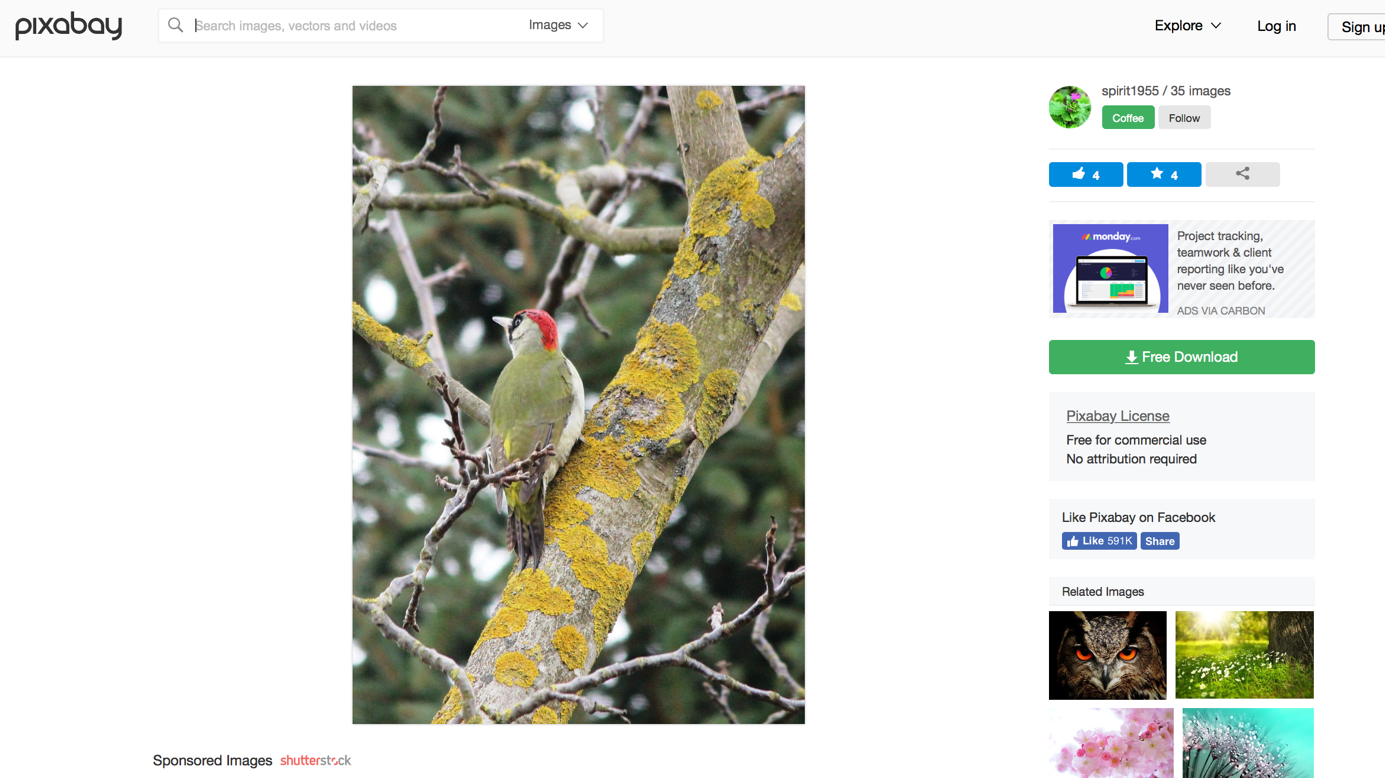 pixabay
Search images, vectors and videos
Images
Explore
Log in
Sign up
spirit1955 / 35 images
Coffee
Follow
4
4
monday.com
Project tracking,
teamwork & client
reporting like you've
never seen before.
ADS VIA CARBON
Free Download
Pixabay License
Free for commercial use
No attribution required
Like Pixabay on Facebook
Like 591K
Share
Related Images
Sponsored Images
shutterstock